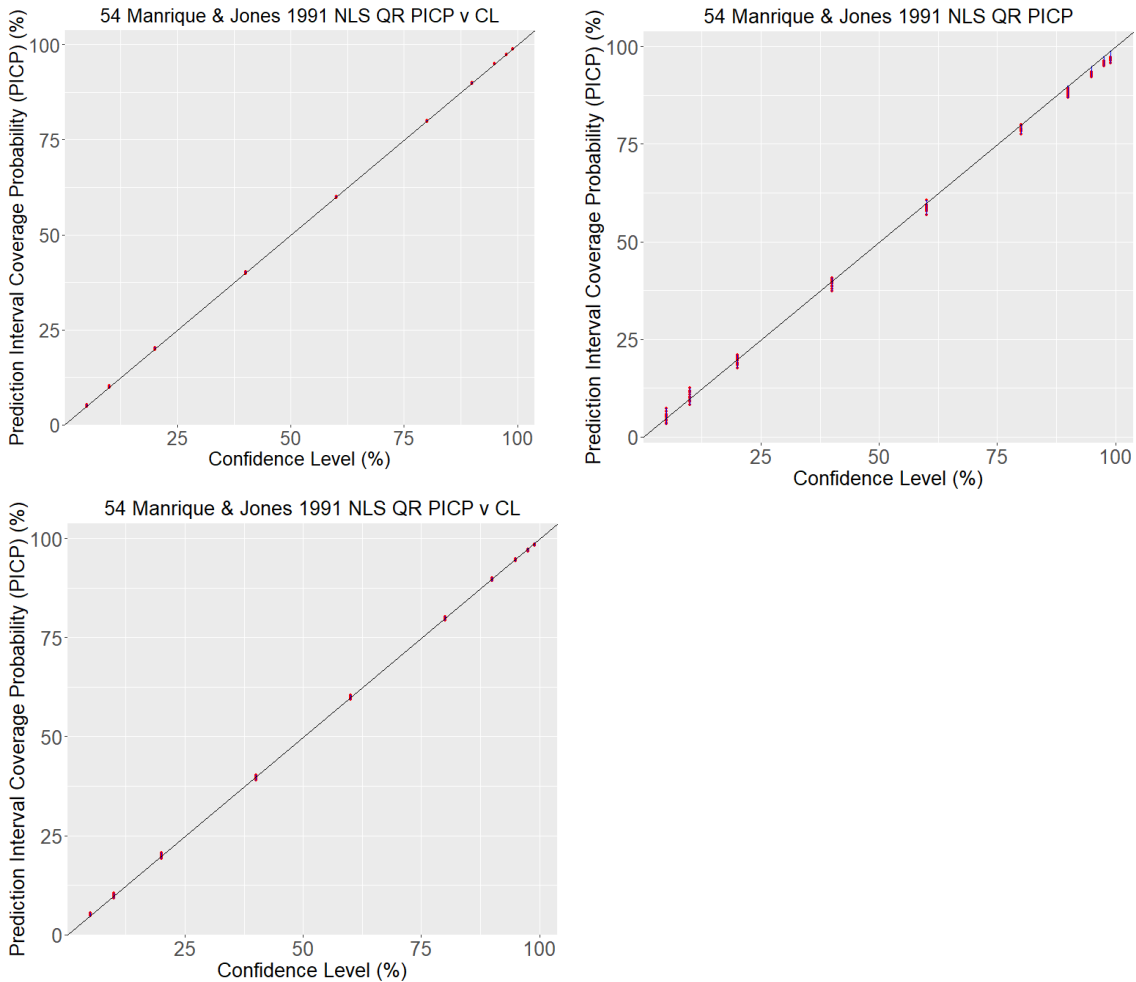 54 Manrique & Jones 1991 NLS QR PICP v CL
Prediction Interval Coverage Probability (PICP) (%)
100
75
50
25
0
25 50 75 100
Confidence Level (%)
54 Manrique & Jones 1991 NLS QR PICP
Prediction Interval Coverage Probability (PICP) (%)
100
75
50
25
0
25 50 75 100
Confidence Level (%)
54 Manrique & Jones 1991 NLS QR PICP v CL
Prediction Interval Coverage Probability (PICP) (%)
100
75
50
25
0
25 50 75 100
Confidence Level (%)